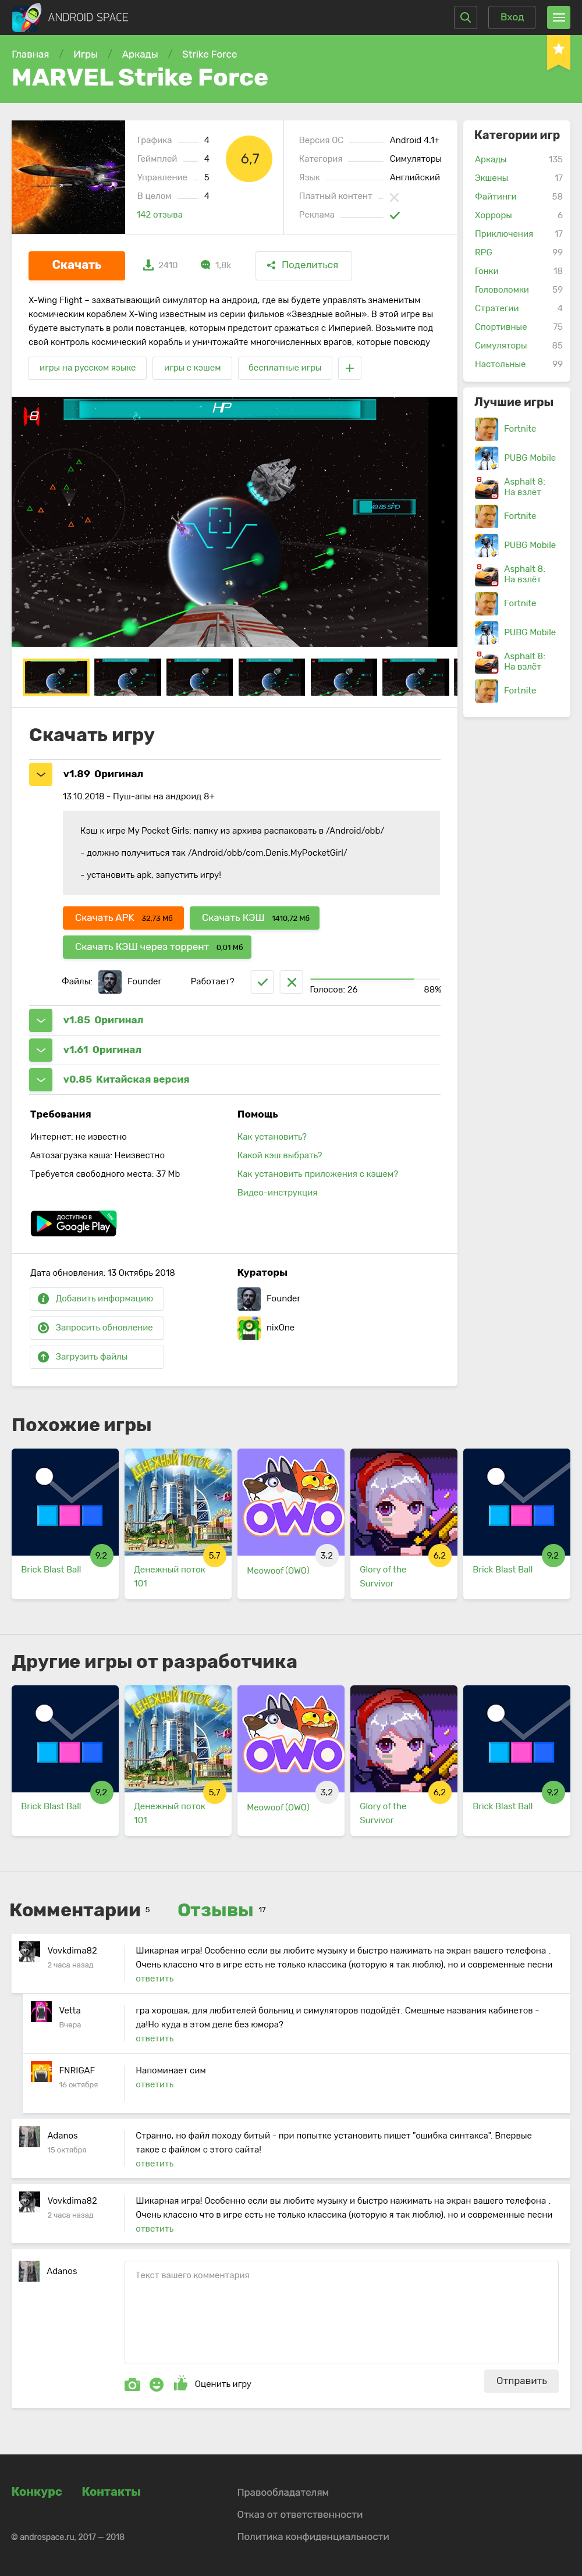 ANDROID SPACE
Вход
Главная / Игры / Аркады / Strike Force
MARVEL Strike Force
Графика 4
Геймплей 4
Управление 5
В целом 4
142 отзыва
6,7
Версия ОС Android 4.1+
Категория Симуляторы
Язык Английский
Платный контент
Реклама
Скачать
2410
1,8k
Поделиться
X-Wing Flight – захватывающий симулятор на андроид, где вы будете управлять знаменитым
космическим кораблем X-Wing известным из серии фильмов «Звездные войны». В этой игре вы
будете выступать в роли повстанцев, которым предстоит сражаться с Империей. Возьмите под
свой контроль космический корабль и уничтожайте многочисленных врагов, которые повсюду
игры на русском языке
игры с кэшем
бесплатные игры
+
8
HP
Скачать игру
v1.89 Оригинал
13.10.2018 - Пуш-апы на андроид 8+
Кэш к игре My Pocket Girls: папку из архива распаковать в /Android/obb/
- должно получиться так /Android/obb/com.Denis.MyPocketGirl/
- установить apk, запустить игру!
Скачать APK 32,73 Мб
Скачать КЭШ 1410,72 Мб
Скачать КЭШ через торрент 0,01 Мб
Файлы: Founder
Работает?
Голосов: 26 88%
v1.85 Оригинал
v1.61 Оригинал
v0.85 Китайская версия
Требования
Интернет: не известно
Автозагрузка кэша: Неизвестно
Требуется свободного места: 37 Mb
ДОСТУПНО В
Google Play
Помощь
Как установить?
Какой кэш выбрать?
Как установить приложения с кэшем?
Видео-инструкция
Дата обновления: 13 Октябрь 2018
Добавить информацию
Запросить обновление
Загрузить файлы
Кураторы
Founder
nixOne
Категории игр
Аркады 135
Экшены 17
Файтинги 58
Хорроры 6
Приключения 17
RPG 99
Гонки 18
Головоломки 59
Стратегии 4
Спортивные 75
Симуляторы 85
Настольные 99
Лучшие игры
Fortnite
PUBG Mobile
Asphalt 8:
На взлёт
Fortnite
PUBG Mobile
Asphalt 8:
На взлёт
Fortnite
PUBG Mobile
Asphalt 8:
На взлёт
Fortnite
Похожие игры
9,2
Brick Blast Ball
ДЕНЕЖНЫЙ ПОТОК 101
5,7
Денежный поток
101
OWO
3,2
Meowoof (OWO)
6,2
Glory of the
Survivor
9,2
Brick Blast Ball
Другие игры от разработчика
9,2
Brick Blast Ball
ДЕНЕЖНЫЙ ПОТОК 101
5,7
Денежный поток
101
OWO
3,2
Meowoof (OWO)
6,2
Glory of the
Survivor
9,2
Brick Blast Ball
Комментарии 5
Отзывы 17
Vovkdima82
2 часа назад
Шикарная игра! Особенно если вы любите музыку и быстро нажимать на экран вашего телефона .
Очень классно что в игре есть не только классика (которую я так люблю), но и современные песни
ответить
Vetta
Вчера
гра хорошая, для любителей больниц и симуляторов подойдёт. Смешные названия кабинетов -
да!Но куда в этом деле без юмора?
ответить
FNRIGAF
16 октября
Напоминает сим
ответить
Adanos
15 октября
Странно, но файл походу битый - при попытке установить пишет "ошибка синтакса". Впервые
такое с файлом с этого сайта!
ответить
Vovkdima82
2 часа назад
Шикарная игра! Особенно если вы любите музыку и быстро нажимать на экран вашего телефона .
Очень классно что в игре есть не только классика (которую я так люблю), но и современные песни
ответить
Adanos
Текст вашего комментария
Оценить игру
Отправить
Конкурс
Контакты
© androspace.ru, 2017 – 2018
Правообладателям
Отказ от ответственности
Политика конфиденциальности